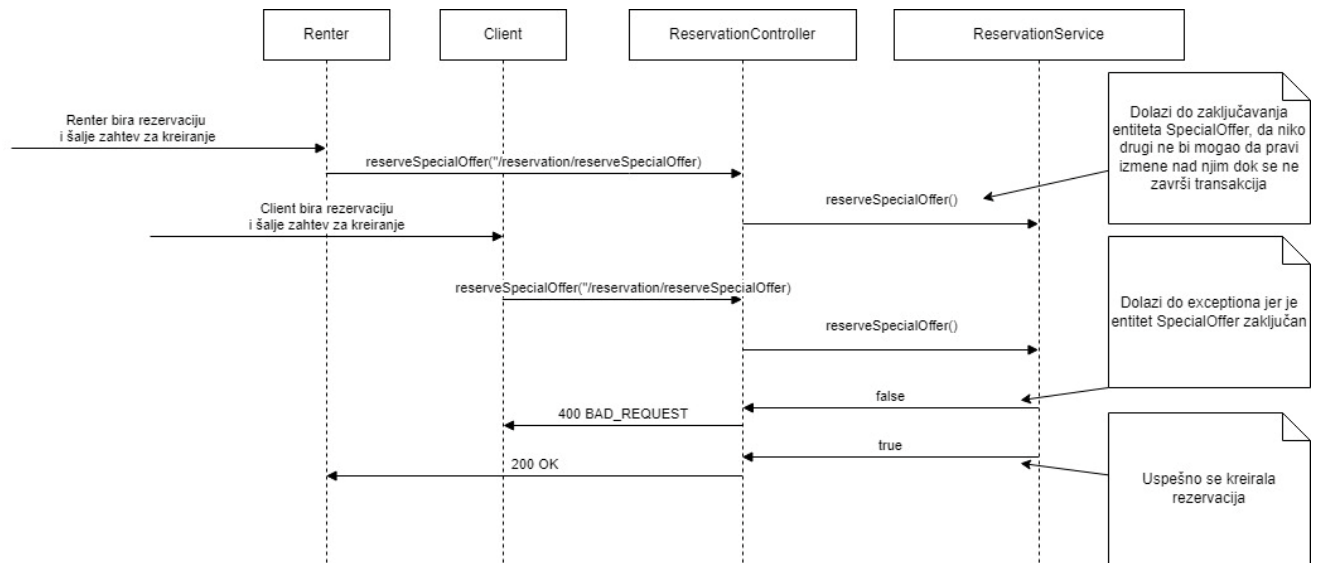 Renter
Client
ReservationController
ReservationService
Dolazi do zaključavanja
entiteta SpecialOffer, da niko
drugi ne bi mogao da pravi
izmene nad njim dok se ne
završi transakcija
Renter bira rezervaciju
i šalje zahtev za kreiranje
reserveSpecialOffer("/reservation/reserveSpecialOffer)
reserveSpecialOffer()
Client bira rezervaciju
i šalje zahtev za kreiranje
reserveSpecialOffer("/reservation/reserveSpecialOffer)
Dolazi do exceptiona jer je
entitet SpecialOffer zaključan
reserveSpecialOffer()
false
400 BAD_REQUEST
true
200 OK
Uspešno se kreirala
rezervacija